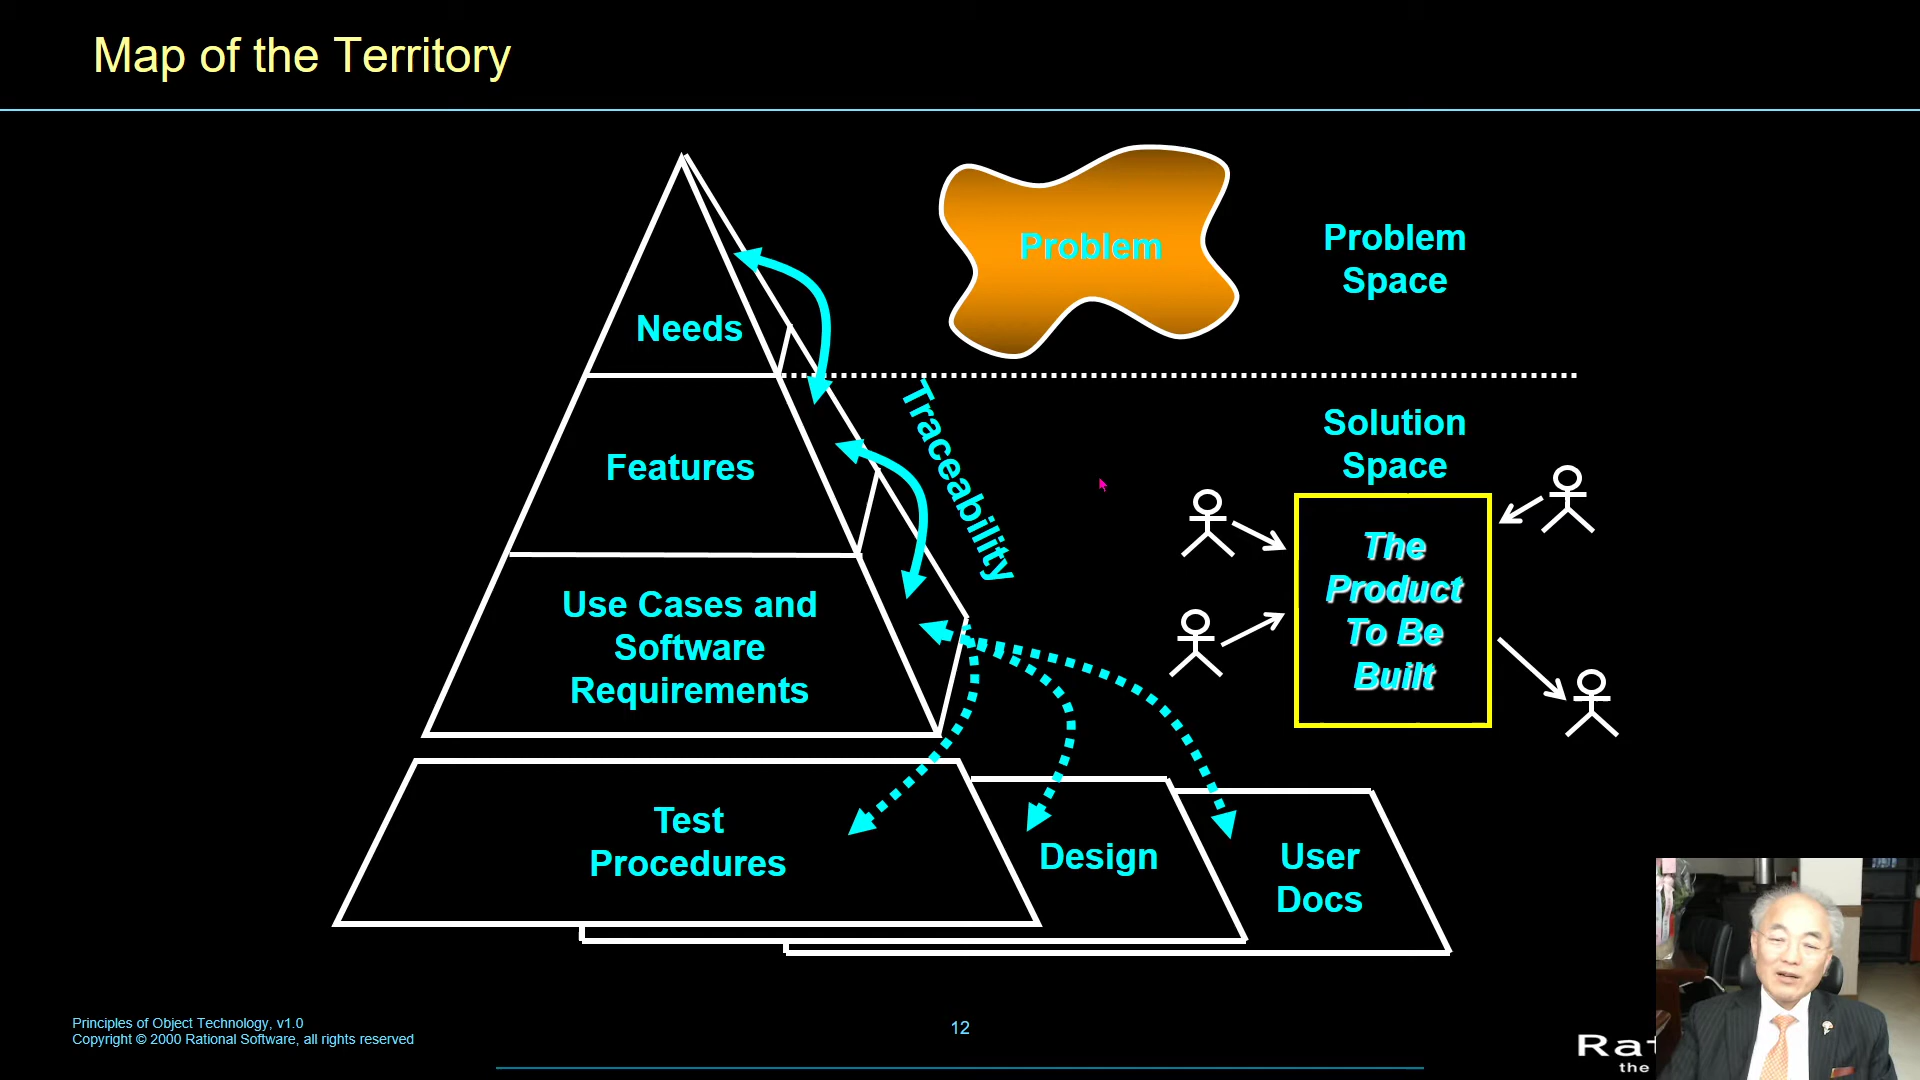 Map of the Territory
Problem
Problem
Space
Needs
Traceability
Features
Solution
Space
The
Product
To Be
Built
Use Cases and
Software
Requirements
Test
Procedures
Design
User
Docs
Principles of Object Technology, v1.0
Copyright © 2000 Rational Software, all rights reserved
12
the